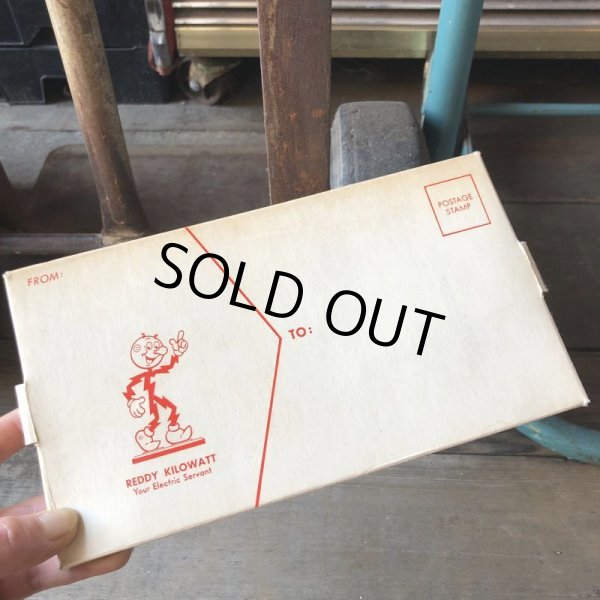 POSTAGE
STAMP
FROM:
SOLD OUT
TO:
REDDY KILOWATT
Your Electric Servant